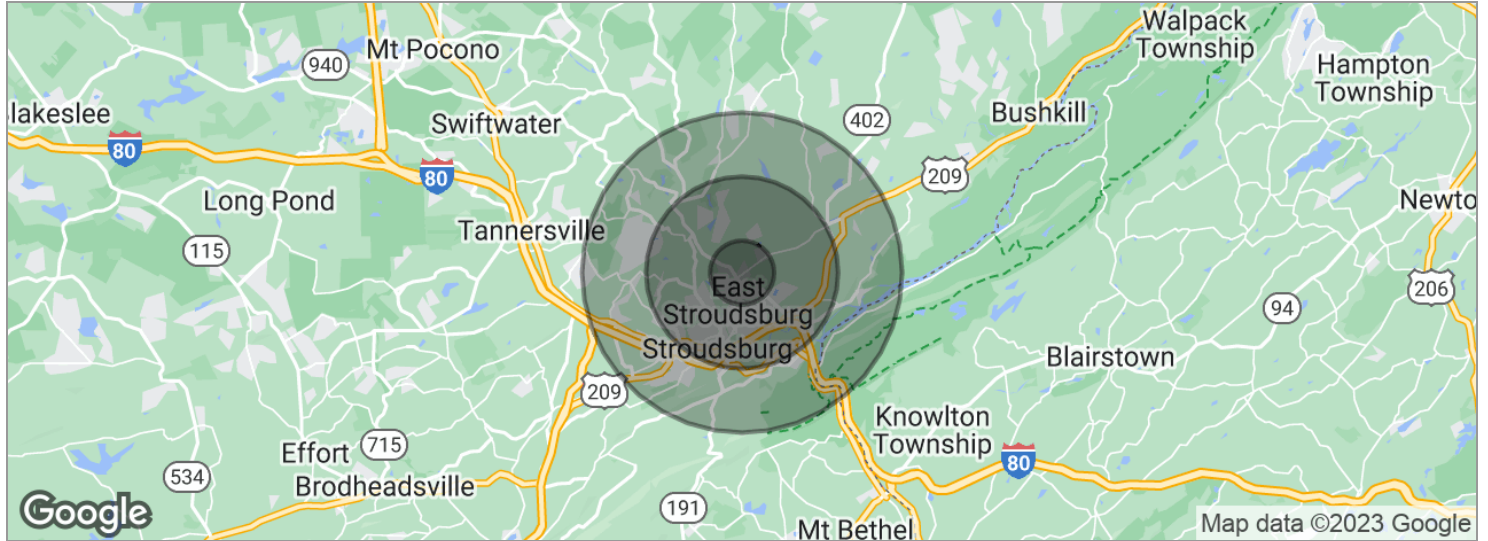 Walpack
Township
Mt Pocono
940
Hampton
Township
lakeslee
Bushkill
402
Swiftwater
80
80
209
Long Pond
Newto
Tannersville
115
East
Stroudsburg
206
94
Stroudsburg
Blairstown
209
Knowlton
Township
715
Effort
80
534
Brodheadsville
191
Google
Mt Bethel
Map data ©2023 Google